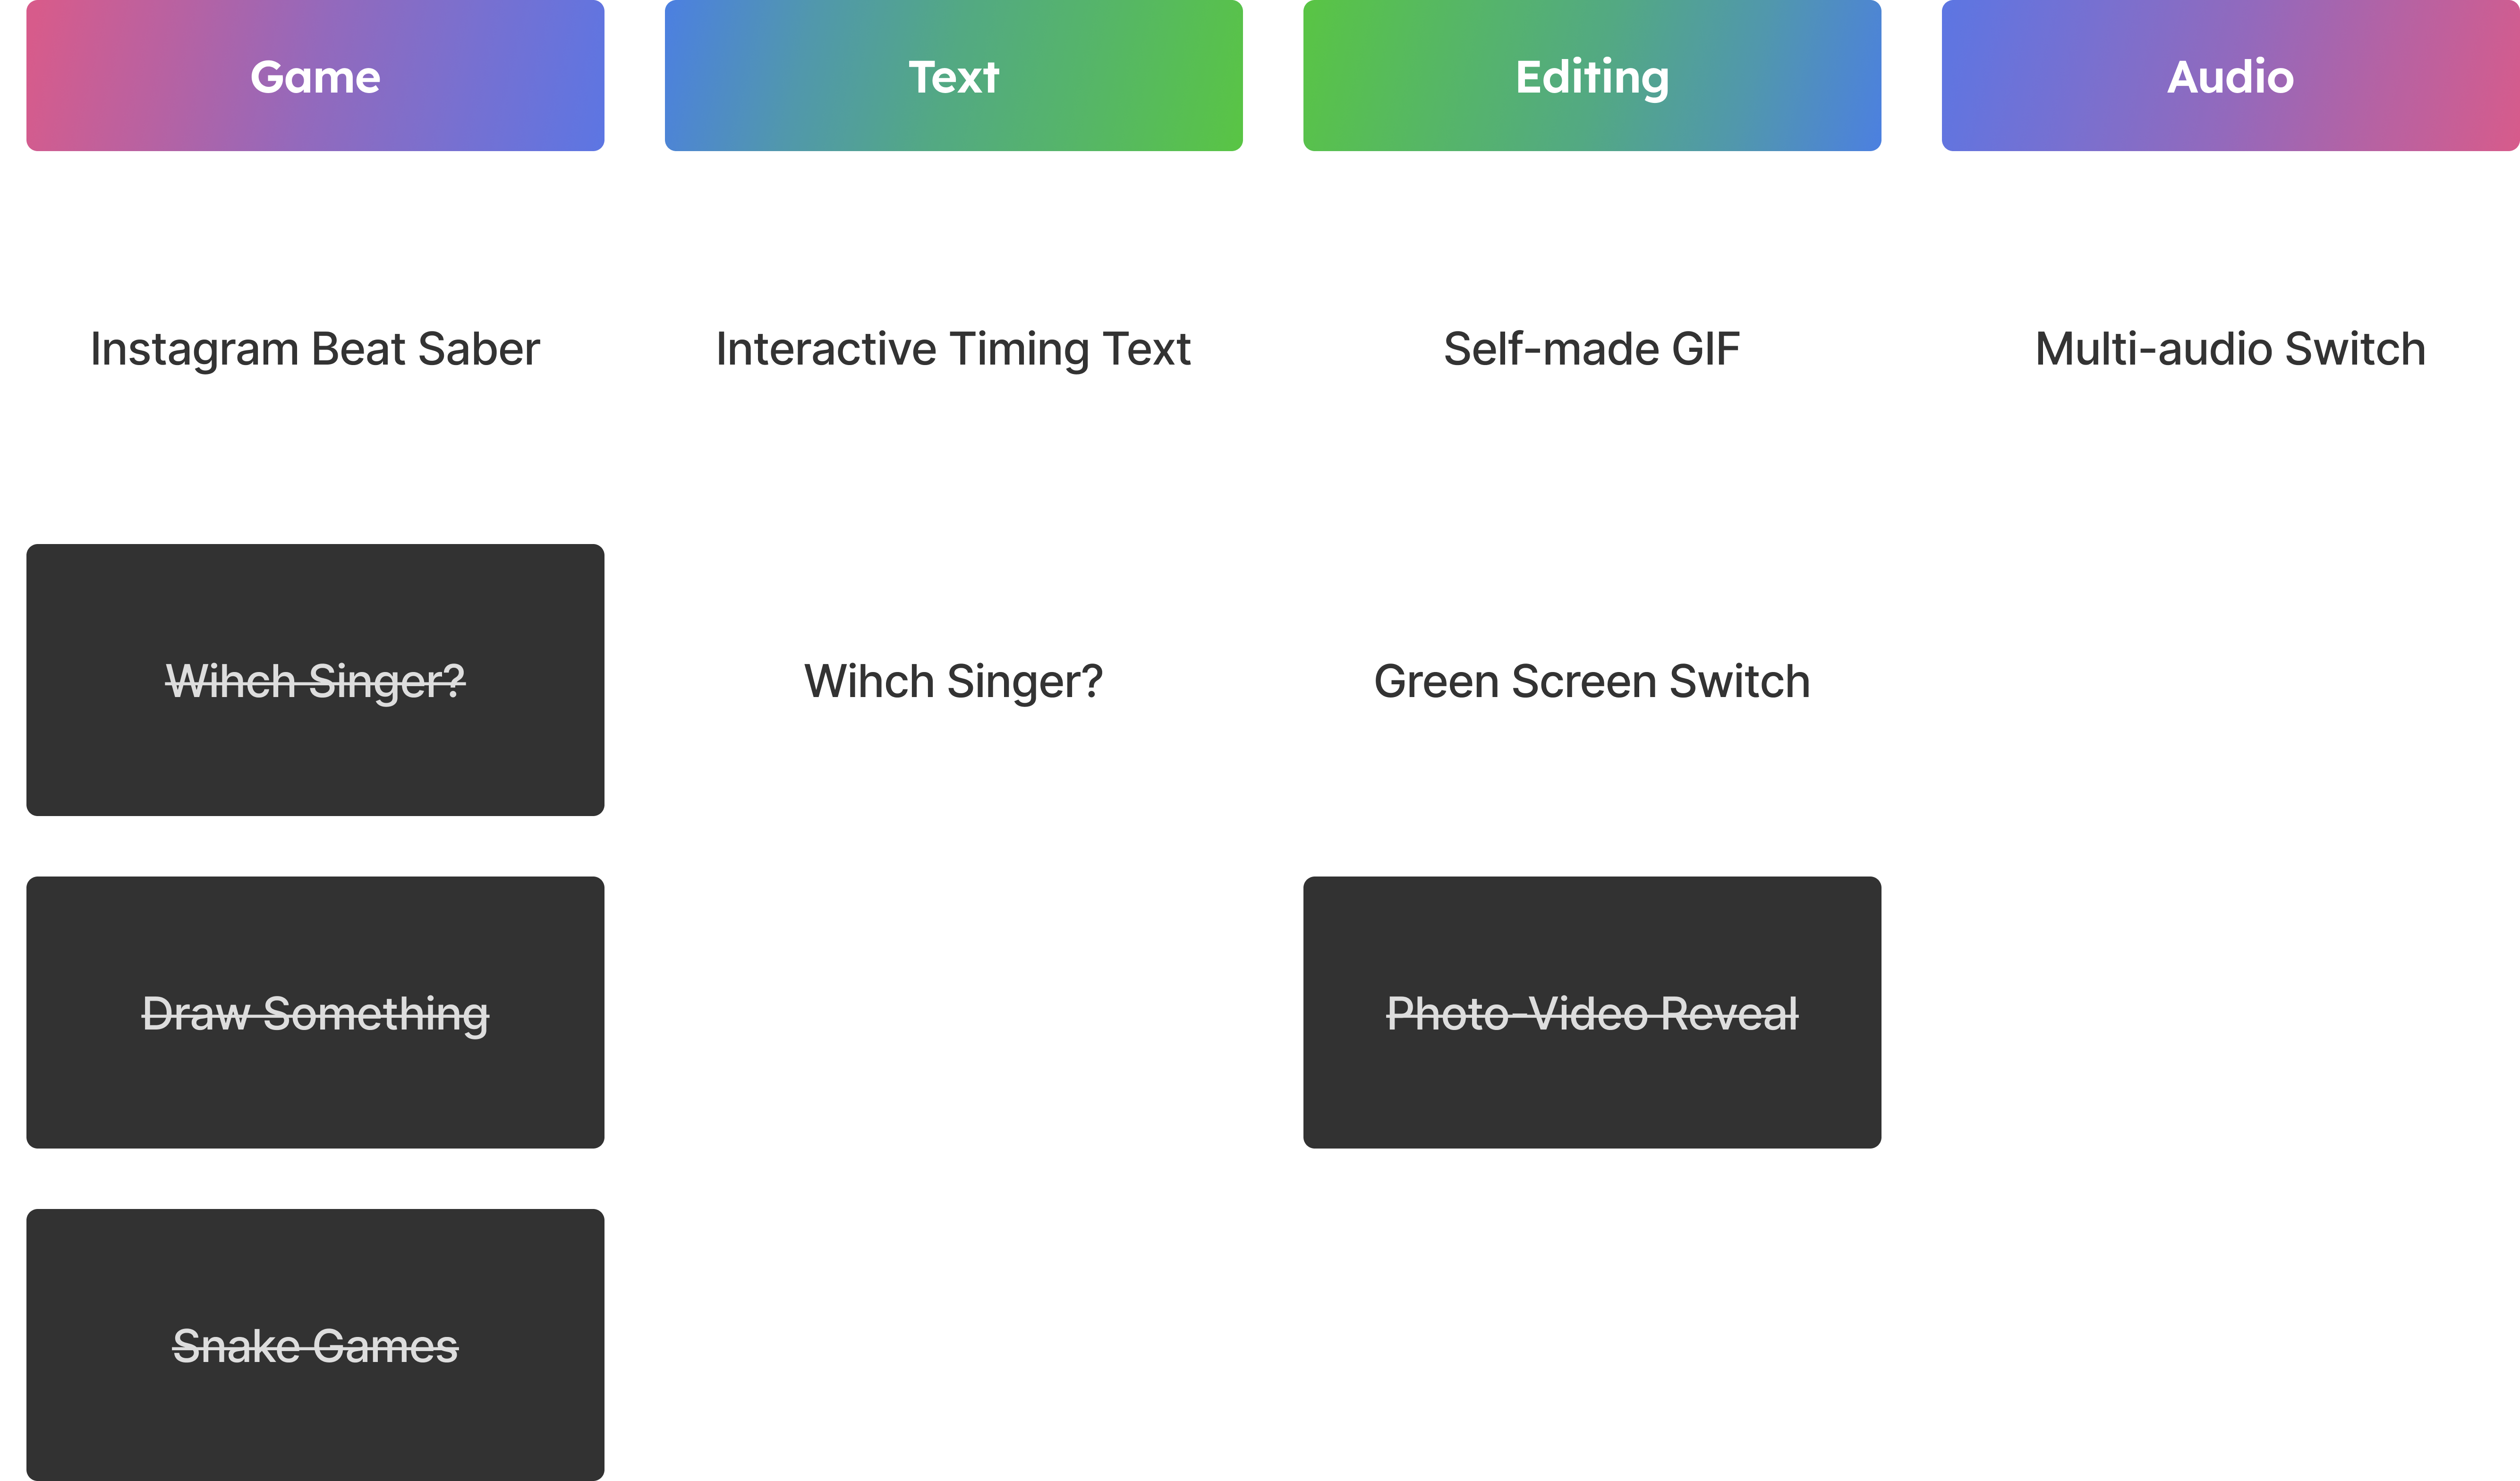 Game
Text
Editing
Audio
Instagram Beat Saber
Interactive Timing Text
Self-made GIF
Multi-audio Switch
Wihch Singer?
Wihch Singer?
Green Screen Switch
Draw Something
Photo-Video Reveal
Snake Games